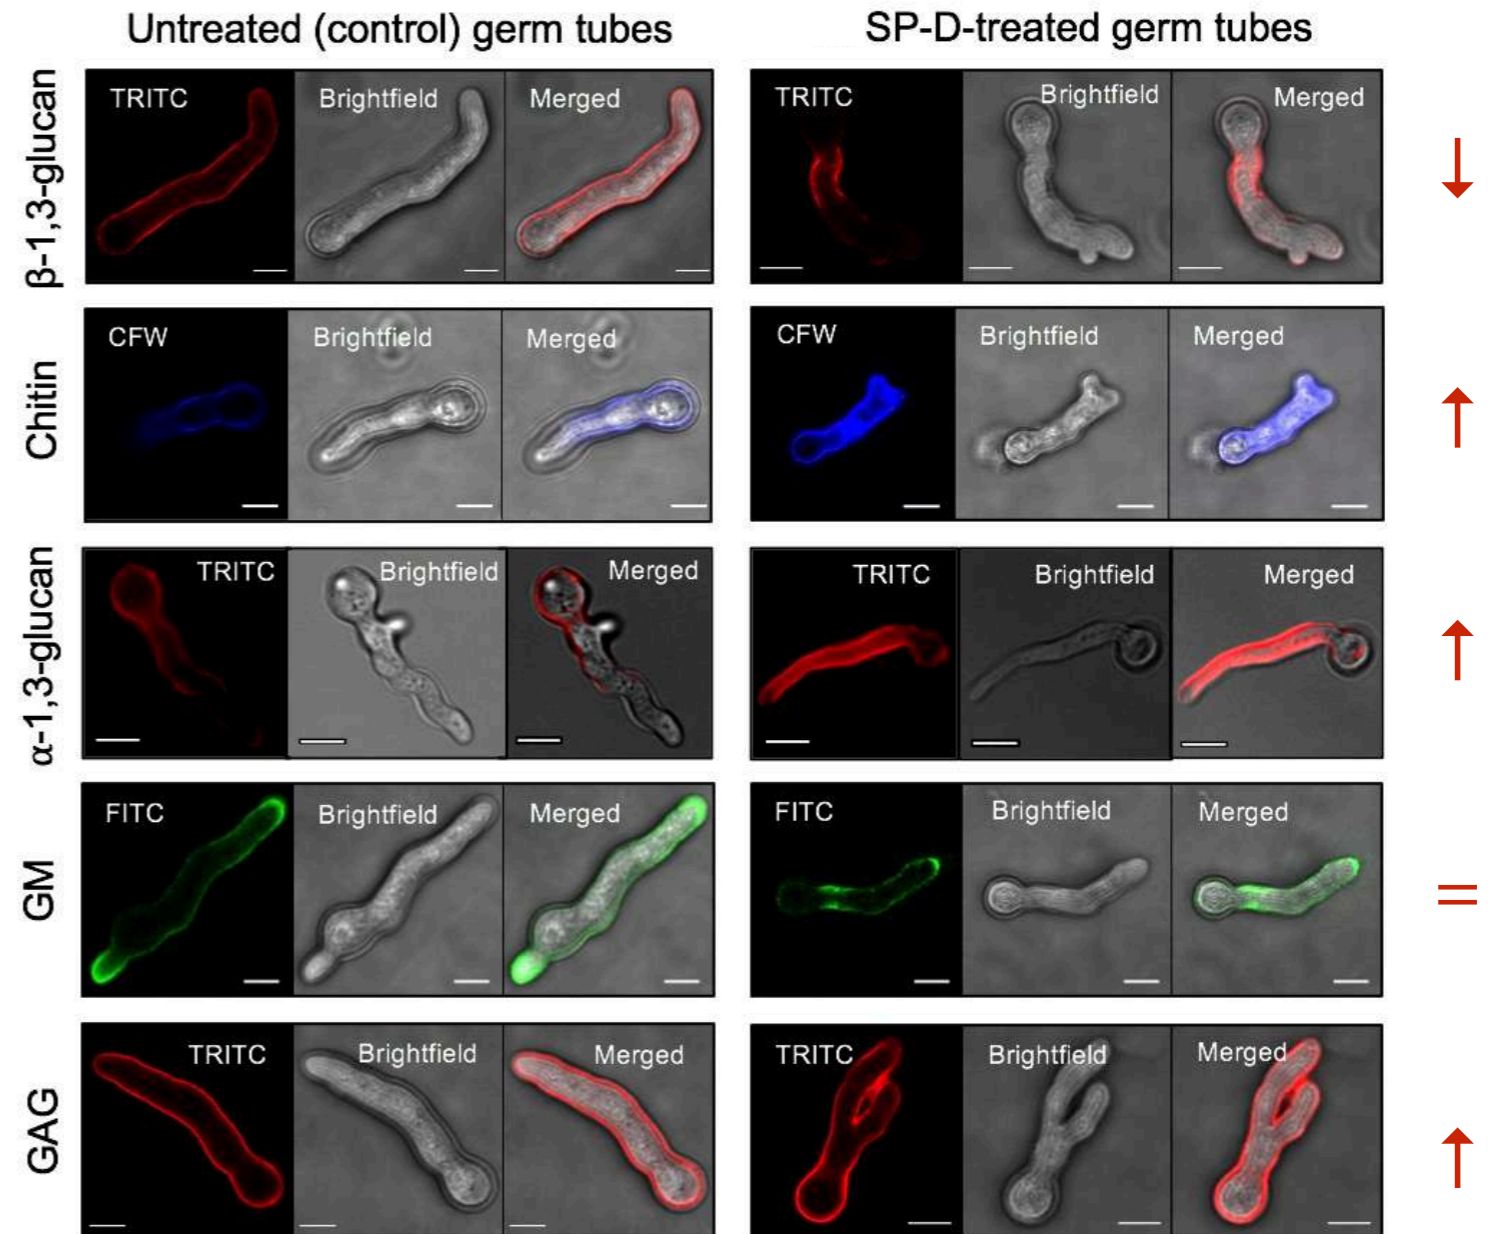 Untreated (control) germ tubes
SP-D-treated germ tubes
β-1,3-glucan
TRITC
Brightfield
Merged
TRITC
Brightfield
Merged
↓
Chitin
CFW
Brightfield
Merged
CFW
Brightfield
Merged
↑
α-1,3-glucan
TRITC
Brightfield
Merged
TRITC
Brightfield
Merged
↑
GM
FITC
Brightfield
Merged
FITC
Brightfield
Merged
=
GAG
TRITC
Brightfield
Merged
TRITC
Brightfield
Merged
↑